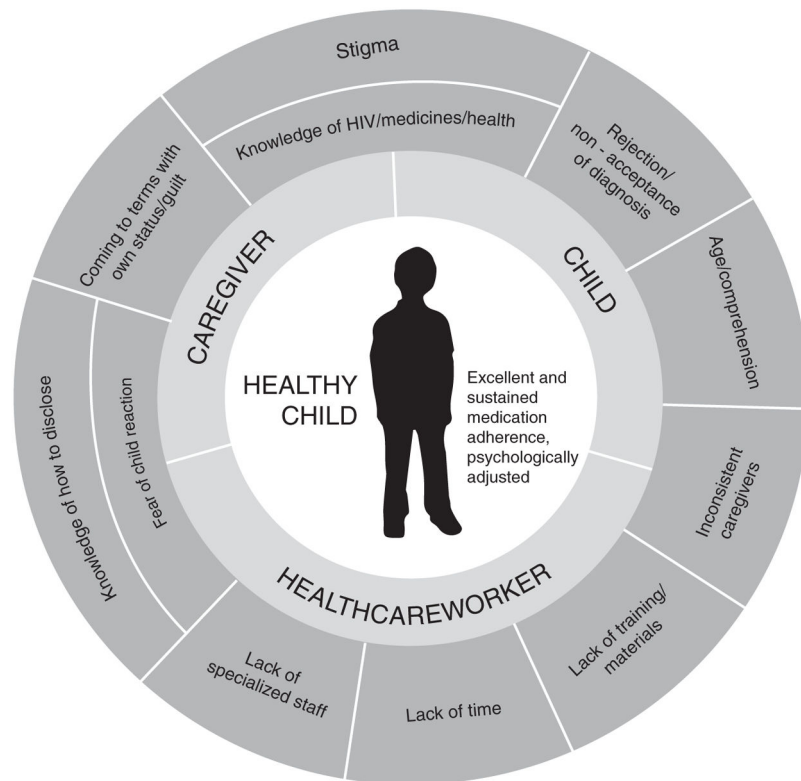 Stigma
Knowledge of HIV/medicines/health
Rejection/
non - acceptance
of diagnosis
Age/comprehension
Inconsistent
caregivers
Lack of training/
materials
Lack of time
Lack of
specialized staff
Knowledge of how to disclose
Fear of child reaction
Coming to terms with
own status/guilt
CAREGIVER
CHILD
HEALTHCAREWORKER
HEALTHY
CHILD
Excellent and
sustained
medication
adherence,
psychologically
adjusted